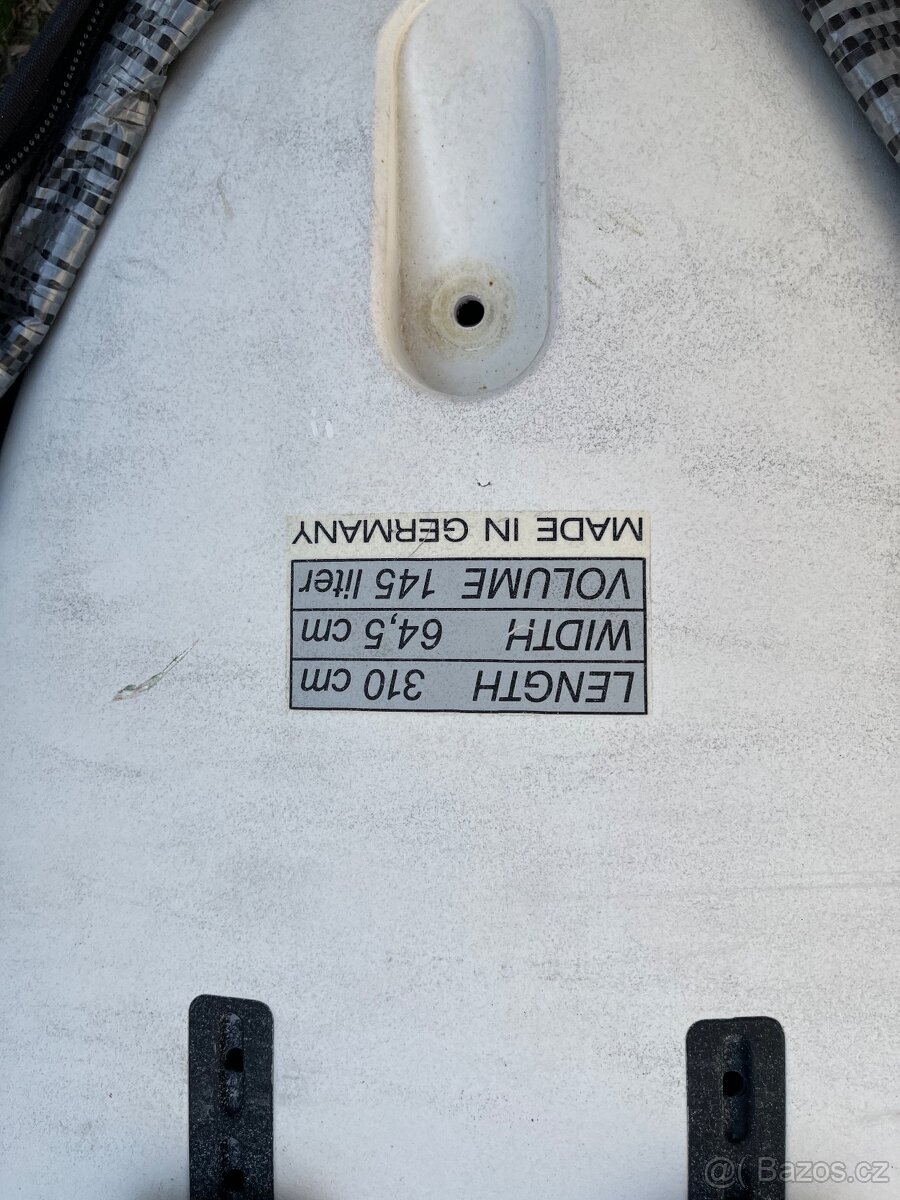 LENGTH 310 cm
WIDTH 64,5 cm
VOLUME 145 liter
MADE IN GERMANY
@( Bazos.cz